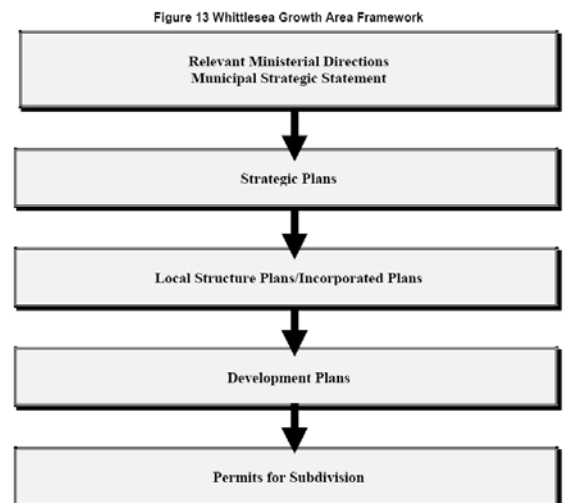 Figure 13 Whittlesea Growth Area Framework
Relevant Ministerial Directions
Municipal Strategic Statement
Strategic Plans
Local Structure Plans/Incorporated Plans
Development Plans
Permits for Subdivision